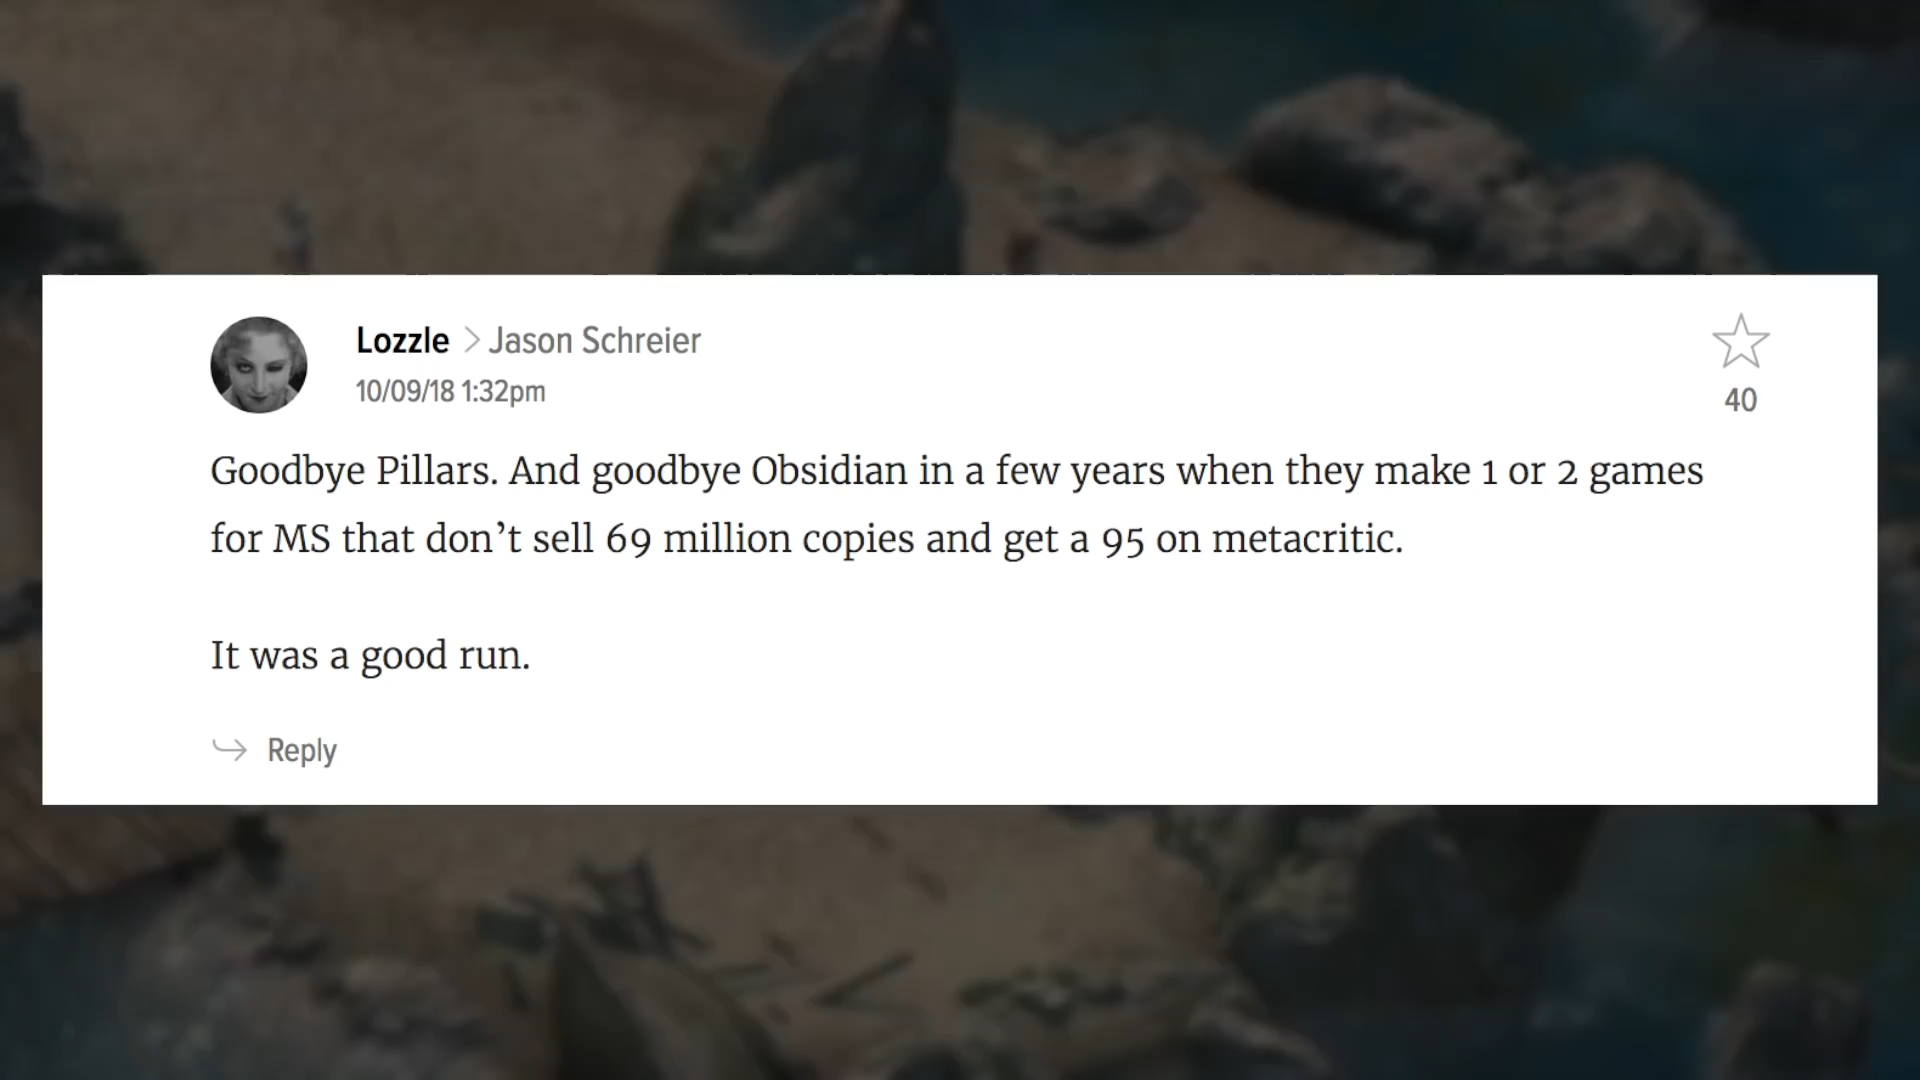 Lozzle > Jason Schreier
10/09/18 1:32pm
40
Goodbye Pillars. And goodbye Obsidian in a few years when they make 1 or 2 games
for MS that don’t sell 69 million copies and get a 95 on metacritic.
It was a good run.
Reply